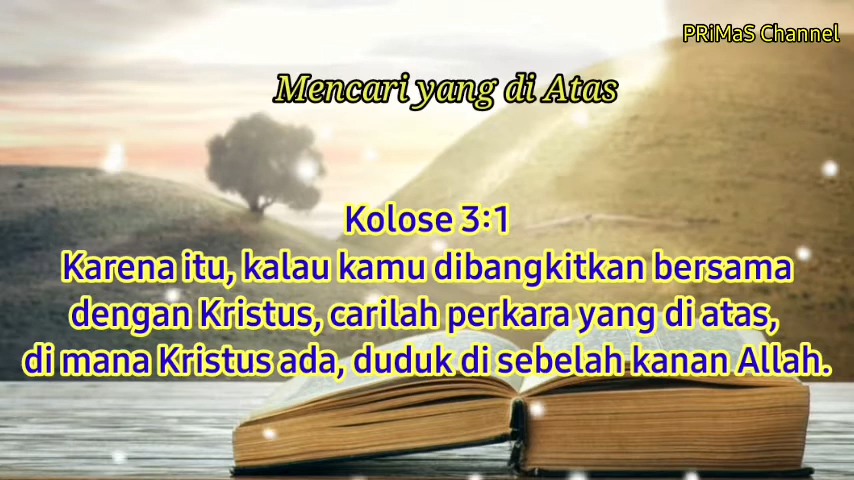 PRiMaS Channel
Mencari yang di Atas
Kolose 3:1
Karena itu, kalau kamu dibangkitkan bersama
dengan Kristus, carilah perkara yang di atas,
di mana Kristus ada, duduk di sebelah kanan Allah.